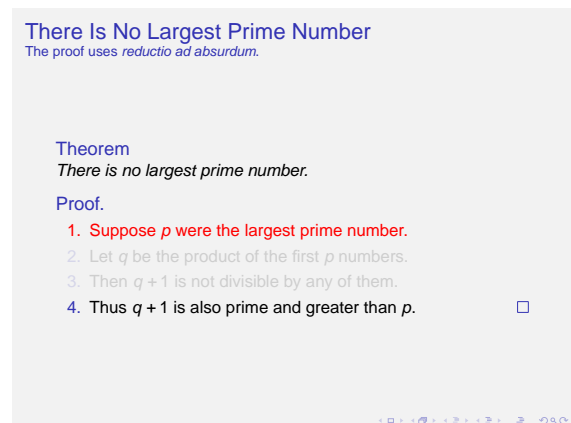 There Is No Largest Prime Number
The proof uses reductio ad absurdum.
Theorem
There is no largest prime number.
Proof.
1. Suppose p were the largest prime number.
2. Let q be the product of the first p numbers.
3. Then q + 1 is not divisible by any of them.
4. Thus q + 1 is also prime and greater than p.